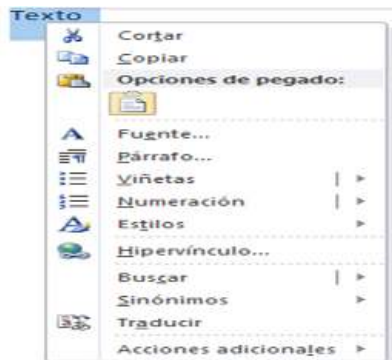 Texto
Cortar
Copiar
Opciones de pegado:
Fuente...
Párrafo...
Viñetas
Numeración
Estilos
Hipervínculo...
Buscar
Sinónimos
Traducir
Acciones adicionales